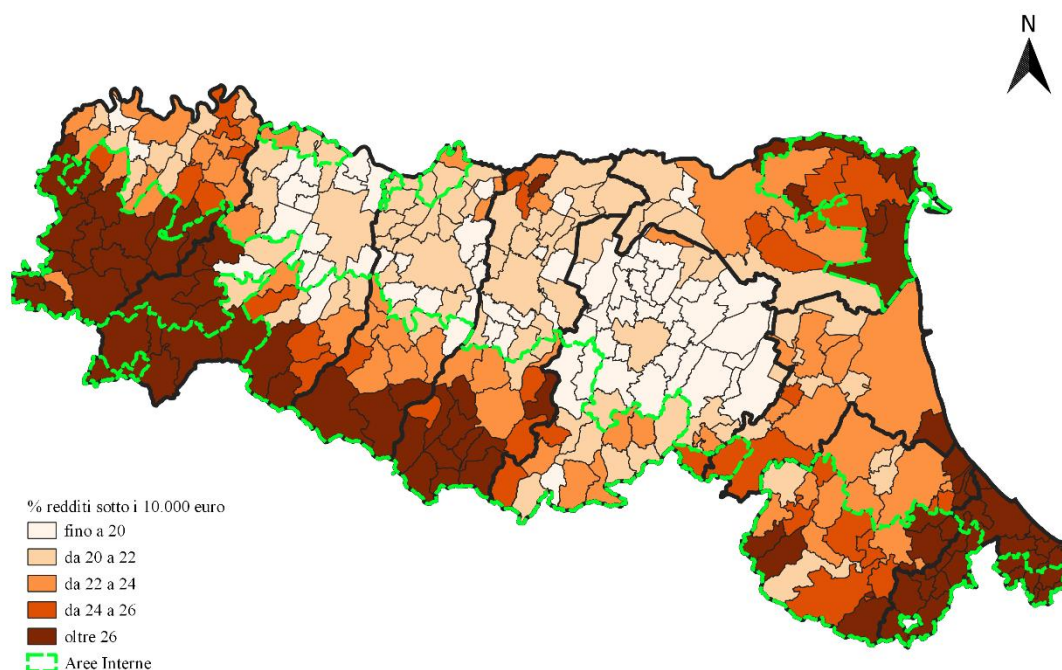 N
% redditi sotto i 10.000 euro
fino a 20
da 20 a 22
da 22 a 24
da 24 a 26
oltre 26
Aree Interne